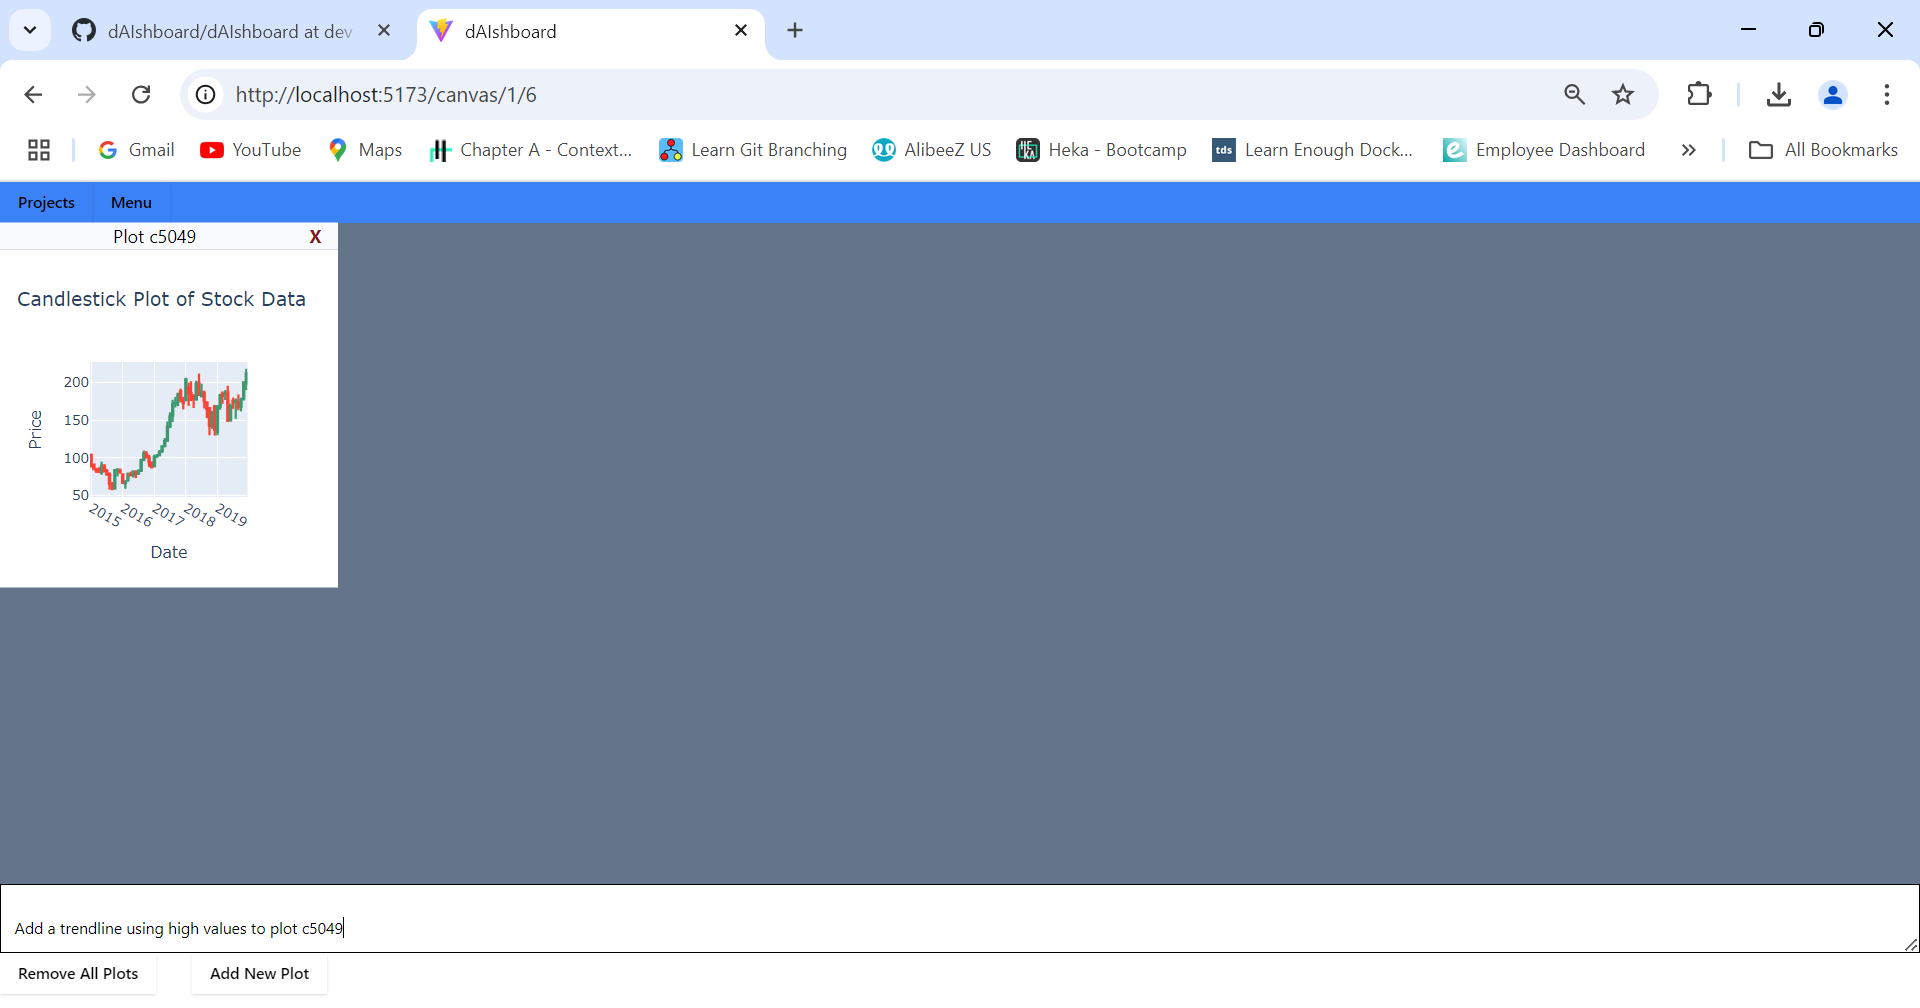 dAIshboard/dAIshboard at dev
dAIshboard
http://localhost:5173/canvas/1/6
Gmail
YouTube
Maps
Chapter A - Context...
Learn Git Branching
AlibeeZ US
HE KA
Heka - Bootcamp
tds
Learn Enough Dock...
Employee Dashboard
All Bookmarks
Projects
Menu
Plot c5049
X
Candlestick Plot of Stock Data
200
150
100
50
Price
2015
2016
2017
2018
2019
Date
Add a trendline using high values to plot c5049
Remove All Plots
Add New Plot